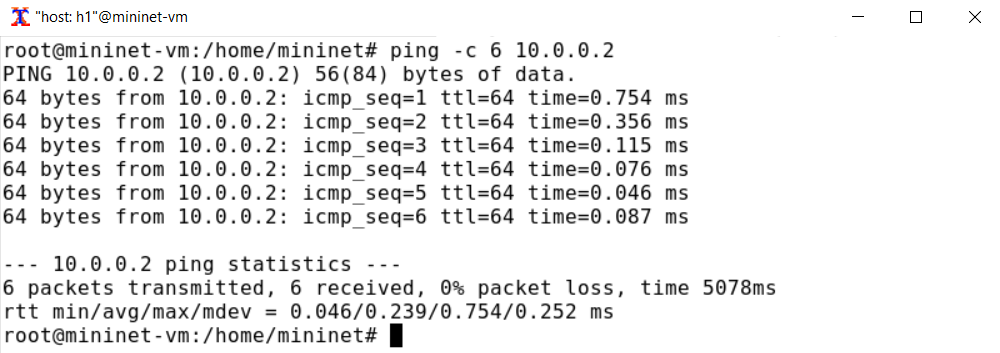 "host: h1"@mininet-vm
root@mininet-vm:/home/mininet# ping -c 6 10.0.0.2
PING 10.0.0.2 (10.0.0.2) 56(84) bytes of data.
64 bytes from 10.0.0.2: icmp_seq=1 ttl=64 time=0.754 ms
64 bytes from 10.0.0.2: icmp_seq=2 ttl=64 time=0.356 ms
64 bytes from 10.0.0.2: icmp_seq=3 ttl=64 time=0.115 ms
64 bytes from 10.0.0.2: icmp_seq=4 ttl=64 time=0.076 ms
64 bytes from 10.0.0.2: icmp_seq=5 ttl=64 time=0.046 ms
64 bytes from 10.0.0.2: icmp_seq=6 ttl=64 time=0.087 ms

--- 10.0.0.2 ping statistics ---
6 packets transmitted, 6 received, 0% packet loss, time 5078ms
rtt min/avg/max/mdev = 0.046/0.239/0.754/0.252 ms
root@mininet-vm:/home/mininet#